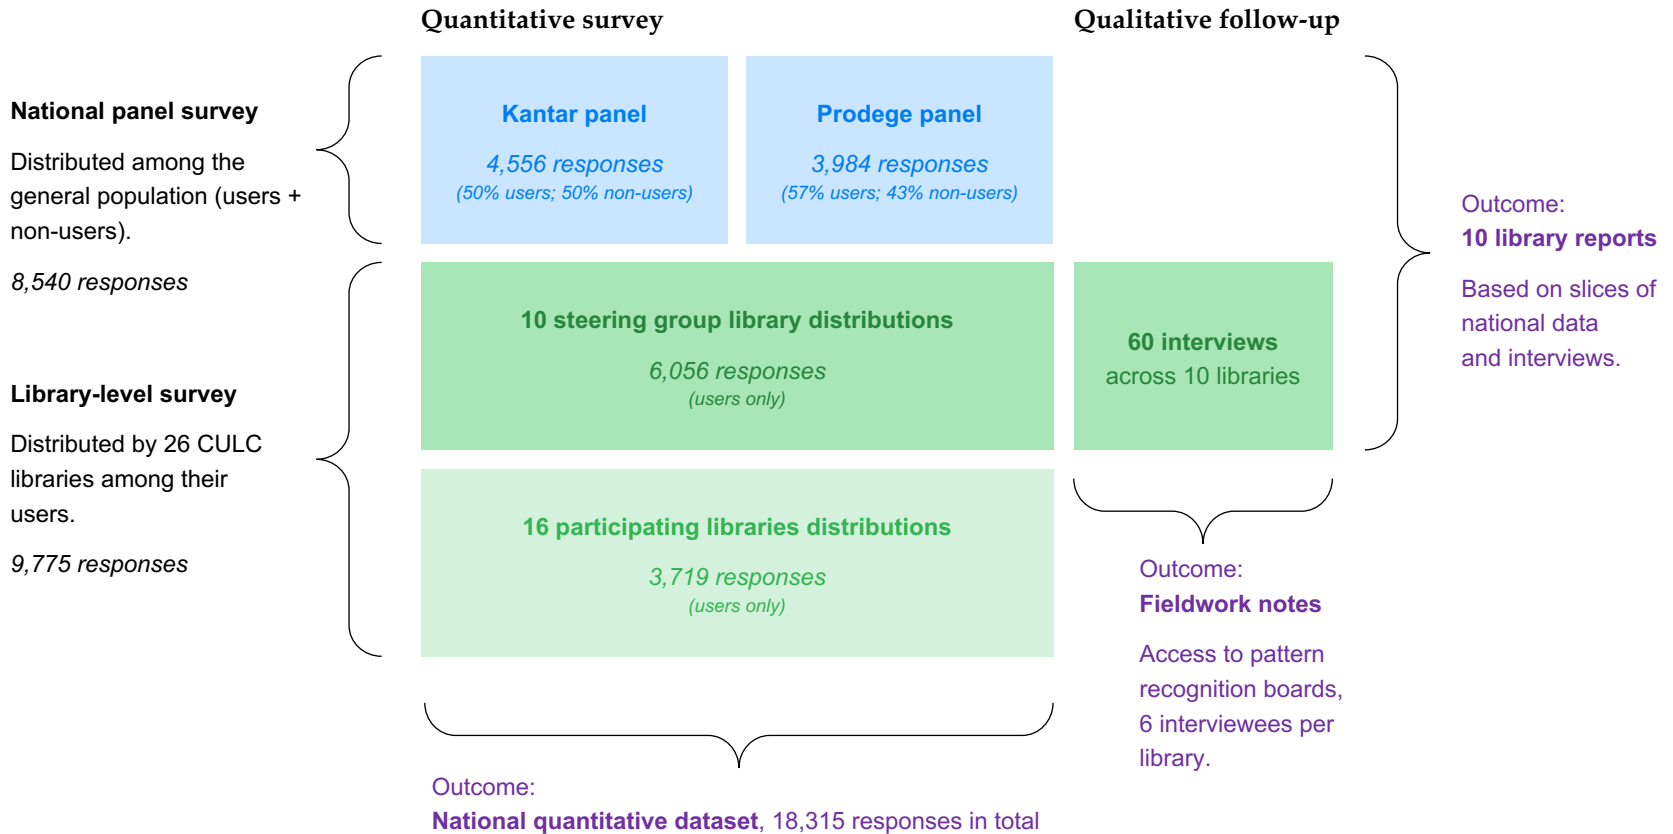 Quantitative survey
Qualitative follow-up
National panel survey
Distributed among the
general population (users +
non-users).
8,540 responses
Kantar panel
4,556 responses
(50% users; 50% non-users)
Prodege panel
3,984 responses
(57% users; 43% non-users)
Library-level survey
Distributed by 26 CULC
libraries among their
users.
9,775 responses
10 steering group library distributions
6,056 responses
(users only)
60 interviews
across 10 libraries
16 participating libraries distributions
3,719 responses
(users only)
Outcome:
10 library reports
Based on slices of
national data
and interviews.
Outcome:
Fieldwork notes
Access to pattern
recognition boards,
6 interviewees per
library.
Outcome:
National quantitative dataset, 18,315 responses in total